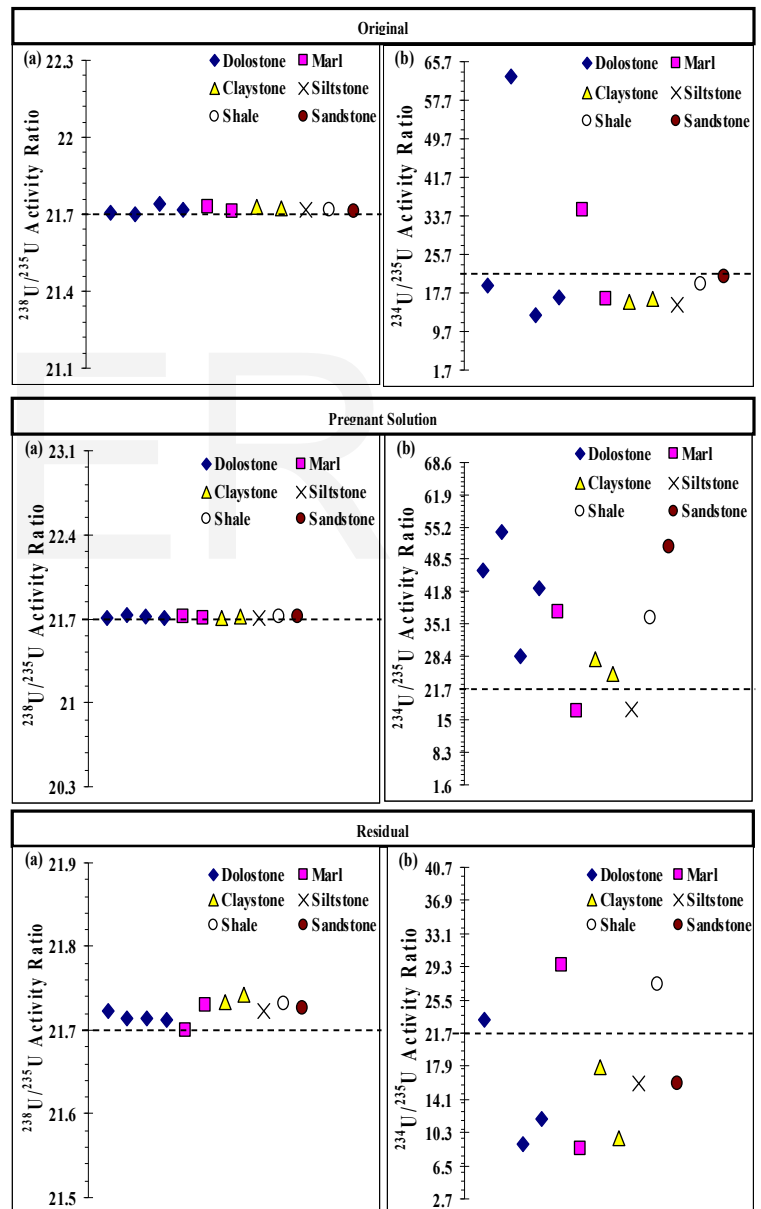 Original
(a)
22.3
22
21.7
21.4
21.1
238U/235U Activity Ratio
Dolostone Marl
Claystone Siltstone
Shale Sandstone
(b)
65.7
57.7
49.7
41.7
33.7
25.7
17.7
9.7
1.7
234U/235U Activity Ratio
Dolostone Marl
Claystone Siltstone
Shale Sandstone
Pregnant Solution
(a)
23.1
22.4
21.7
21
20.3
238U/235U Activity Ratio
Dolostone Marl
Claystone Siltstone
Shale Sandstone
(b)
68.6
61.9
55.2
48.5
41.8
35.1
28.4
21.7
15
8.3
1.6
234U/235U Activity Ratio
Dolostone Marl
Claystone Siltstone
Shale Sandstone
Residual
(a)
21.9
21.8
21.7
21.6
21.5
238U/235U Activity Ratio
Dolostone Marl
Claystone Siltstone
Shale Sandstone
(b)
40.7
36.9
33.1
29.3
25.5
21.7
17.9
14.1
10.3
6.5
2.7
234U/235U Activity Ratio
Dolostone Marl
Claystone Siltstone
Shale Sandstone
ER